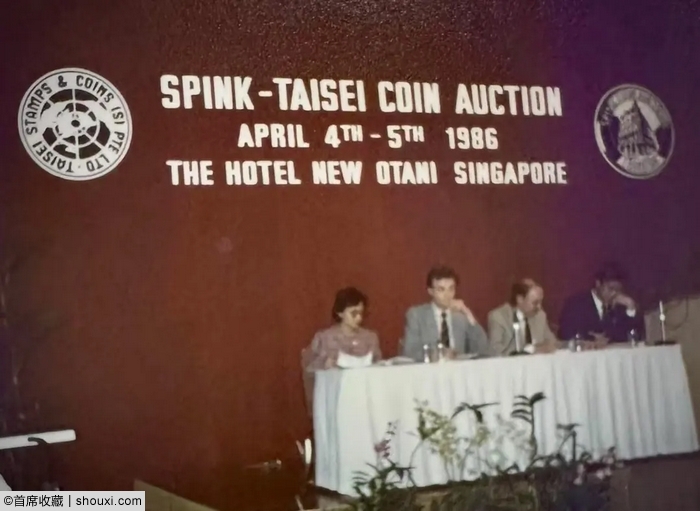 SPINK-TAISEI COIN AUCTION
APRIL 4TH - 5TH 1986
THE HOTEL NEW OTANI SINGAPORE
TAISEI STAMPS & COINS (S) PTE LTD
©首席收藏 | shouxi.com